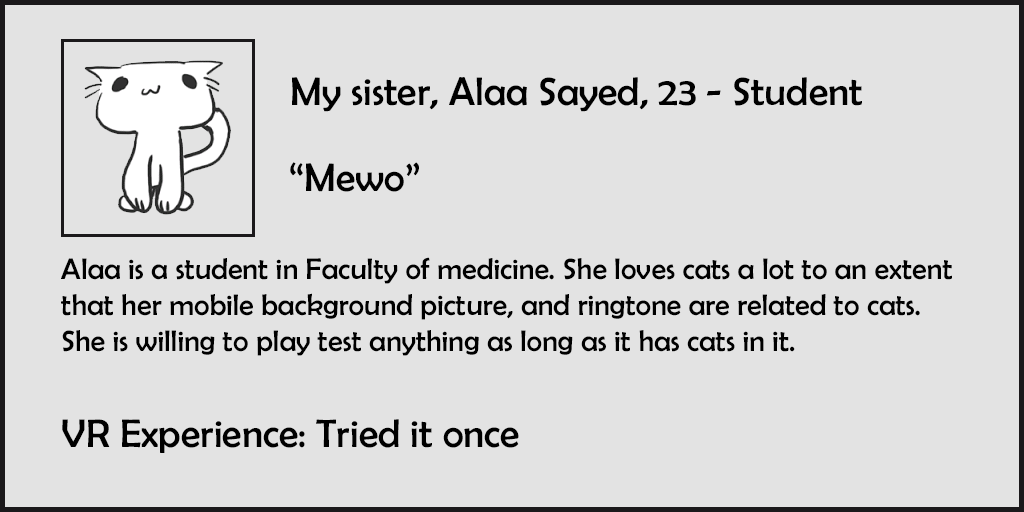 My sister, Alaa Sayed, 23 - Student
“Mewo”
Alaa is a student in Faculty of medicine. She loves cats a lot to an extent
that her mobile background picture, and ringtone are related to cats.
She is willing to play test anything as long as it has cats in it.
VR Experience: Tried it once